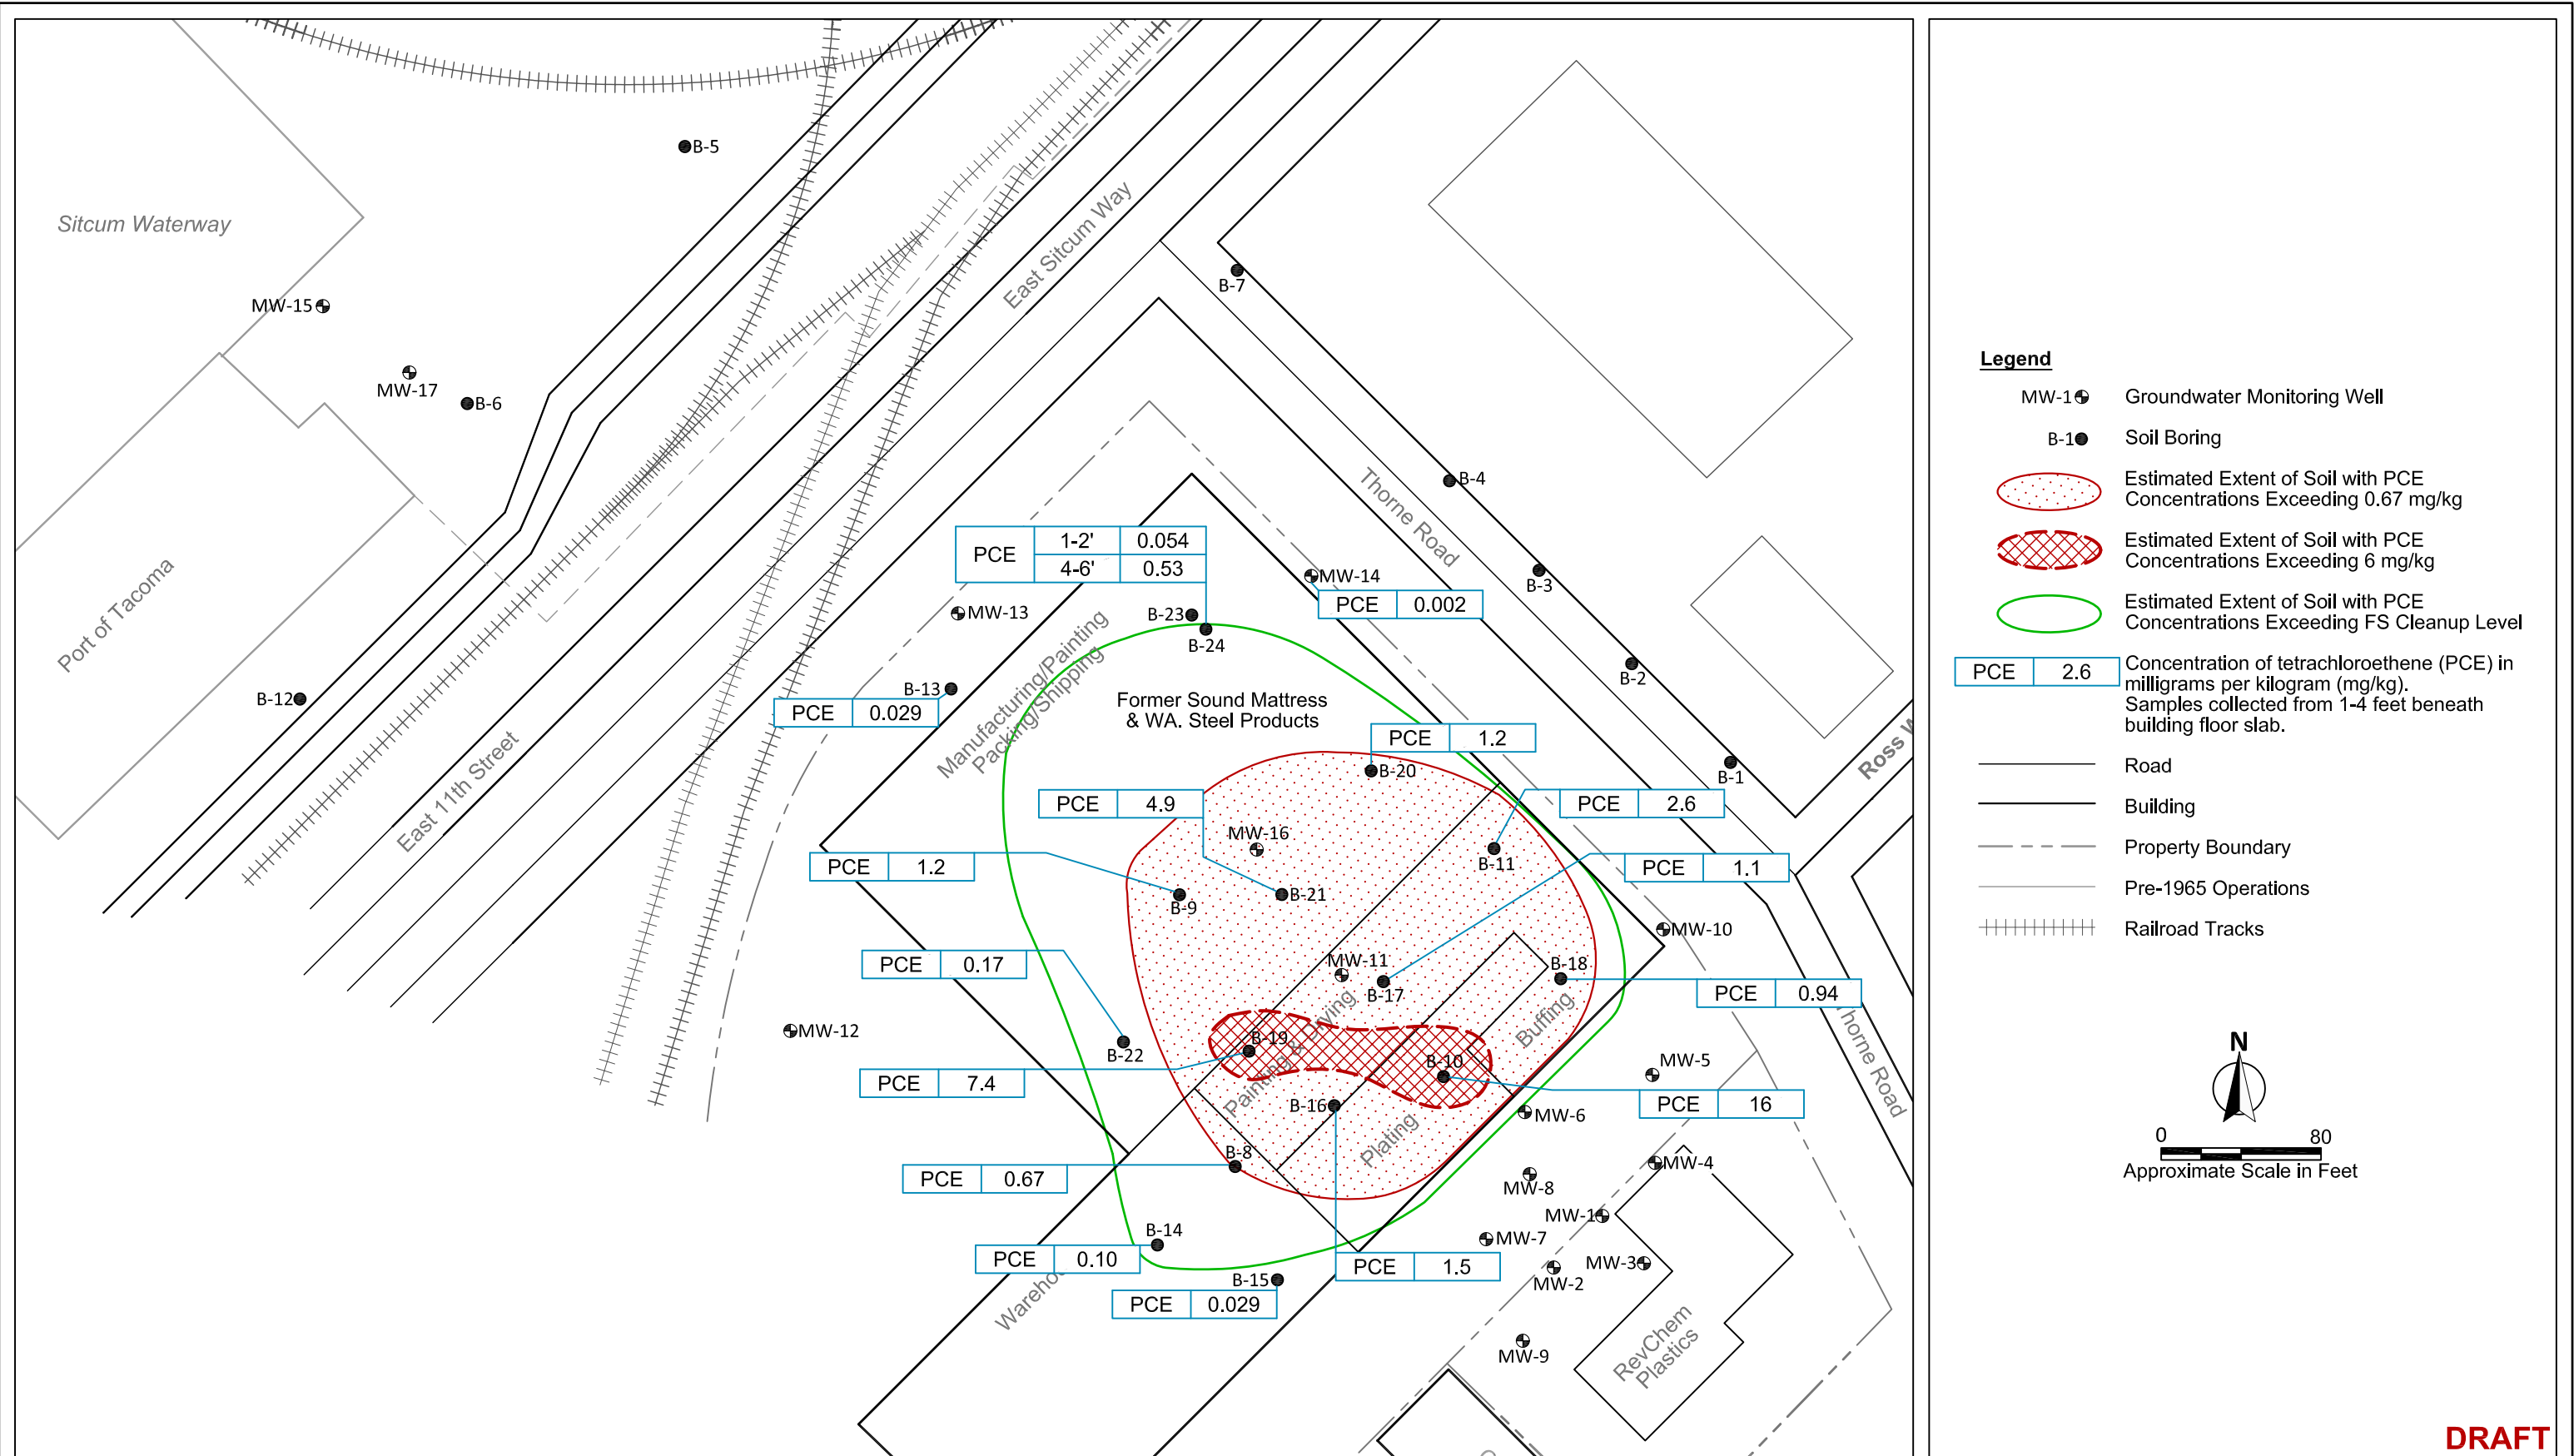 B-5
Sitcum Waterway
East Sitcum Way
B-7
MW-15
MW-17
B-6
B-4
Thorne Road
PCE 1-2' 0.054
4-6' 0.53
MW-14
B-3
PCE 0.002
Port of Tacoma
MW-13
B-23
B-24
B-2
B-12
B-13
PCE 0.029
Manufacturing/Painting
Packing/Shipping
Former Sound Mattress
& WA. Steel Products
East 11th Street
PCE 1.2
B-20
B-1
Ross
PCE 4.9
PCE 2.6
MW-16
B-11
PCE 1.2
PCE 1.1
B-9
B-21
MW-10
PCE 0.17
MW-11
B-17
B-18
PCE 0.94
MW-12
B-22
B-19
Painting & Drying
Buffing
B-10
MW-5
Thorne Road
PCE 7.4
B-16
PCE 16
MW-6
Plating
B-8
PCE 0.67
MW-8
MW-4
MW-1
B-14
PCE 0.10
MW-7
PCE 1.5
MW-3
MW-2
B-15
PCE 0.029
Wareho
MW-9
RevChem
Plastics
Legend
MW-1 Groundwater Monitoring Well
B-1 Soil Boring
Estimated Extent of Soil with PCE
Concentrations Exceeding 0.67 mg/kg
Estimated Extent of Soil with PCE
Concentrations Exceeding 6 mg/kg
Estimated Extent of Soil with PCE
Concentrations Exceeding FS Cleanup Level
PCE 2.6 Concentration of tetrachloroethene (PCE) in
milligrams per kilogram (mg/kg).
Samples collected from 1-4 feet beneath
building floor slab.
Road
Building
Property Boundary
Pre-1965 Operations
Railroad Tracks
N
0 80
Approximate Scale in Feet
DRAFT